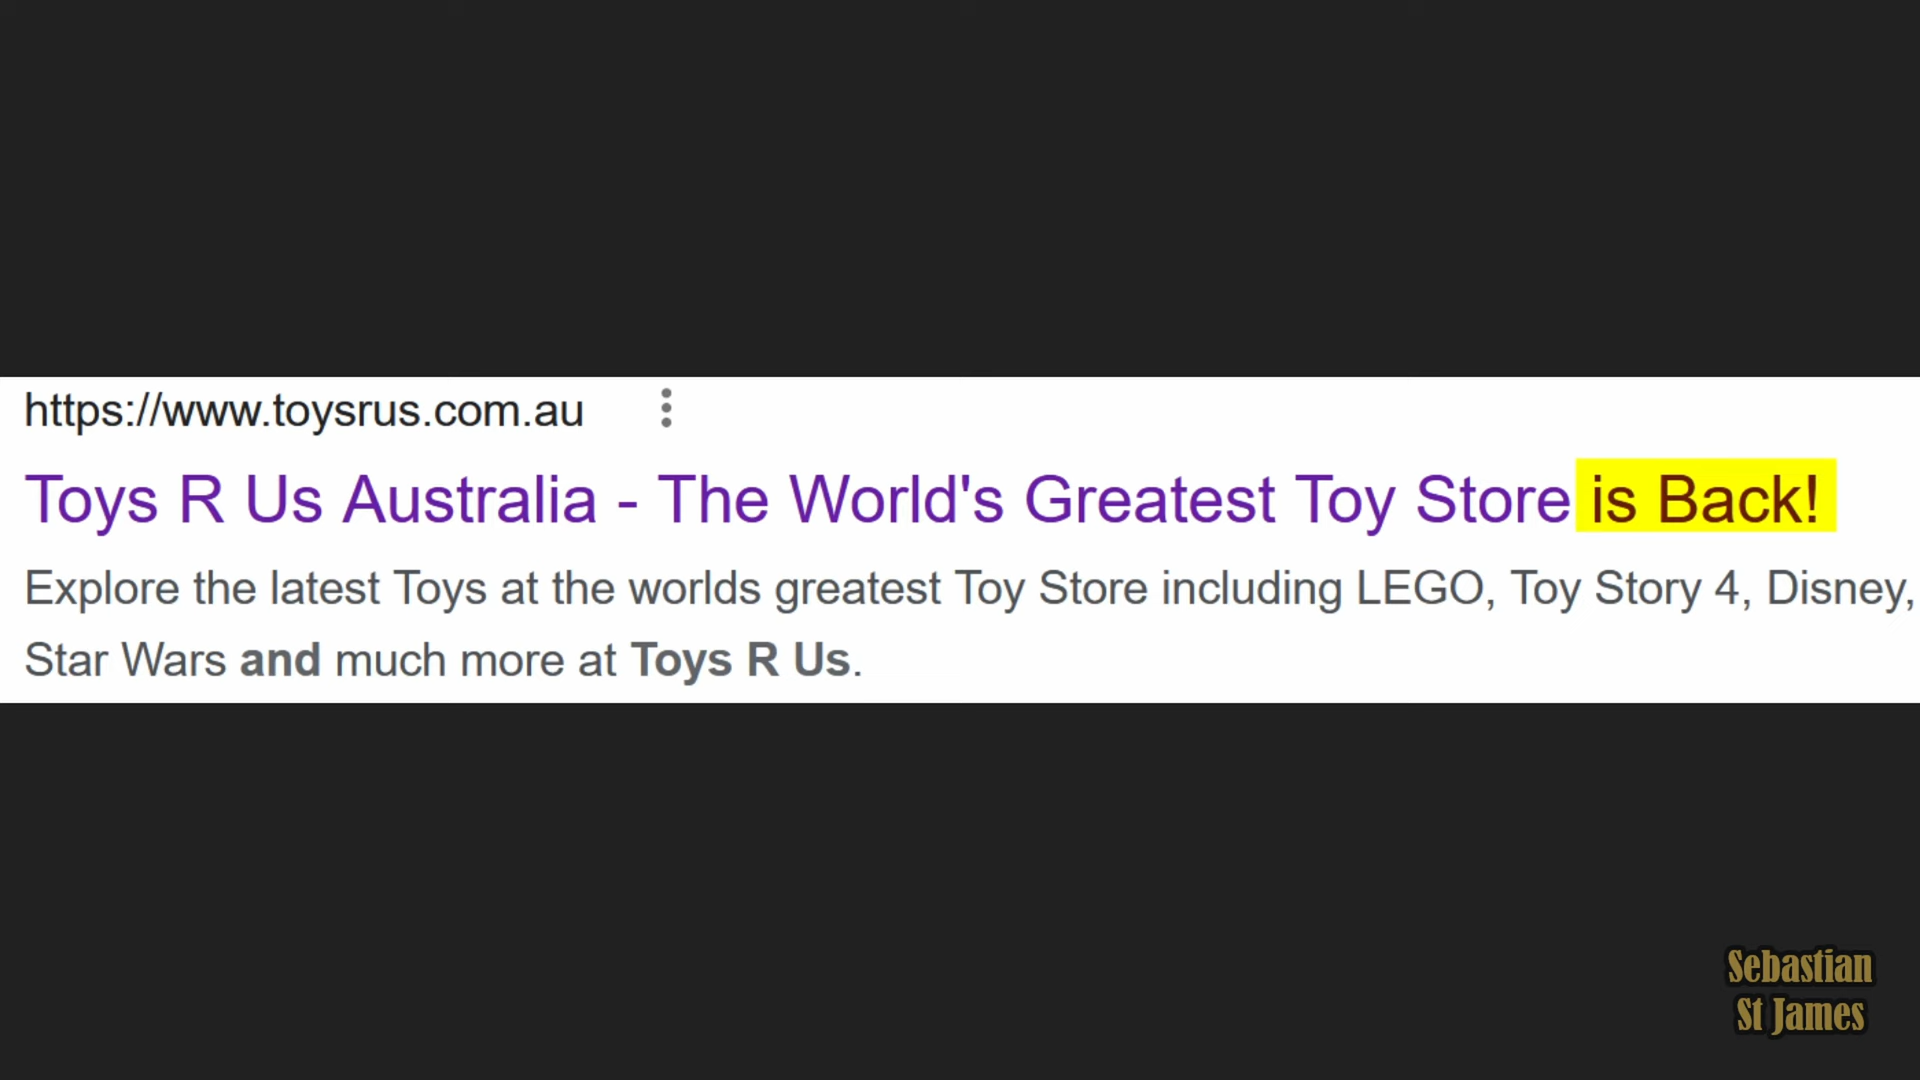 https://www.toysrus.com.au
Toys R Us Australia - The World's Greatest Toy Store is Back!
Explore the latest Toys at the worlds greatest Toy Store including LEGO, Toy Story 4, Disney,
Star Wars and much more at Toys R Us.
Sebastian
St James